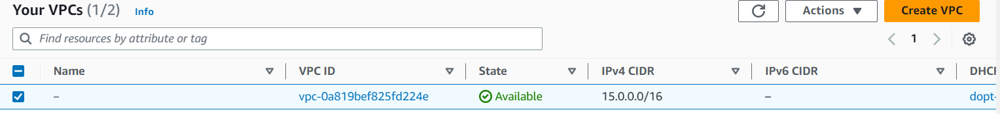 Your VPCs (1/2) Info Actions Create VPC
Find resources by attribute or tag 1
Name VPC ID State IPv4 CIDR IPv6 CIDR DHCP
– vpc-0a819bef825fd224e Available 15.0.0.0/16 – dopt-